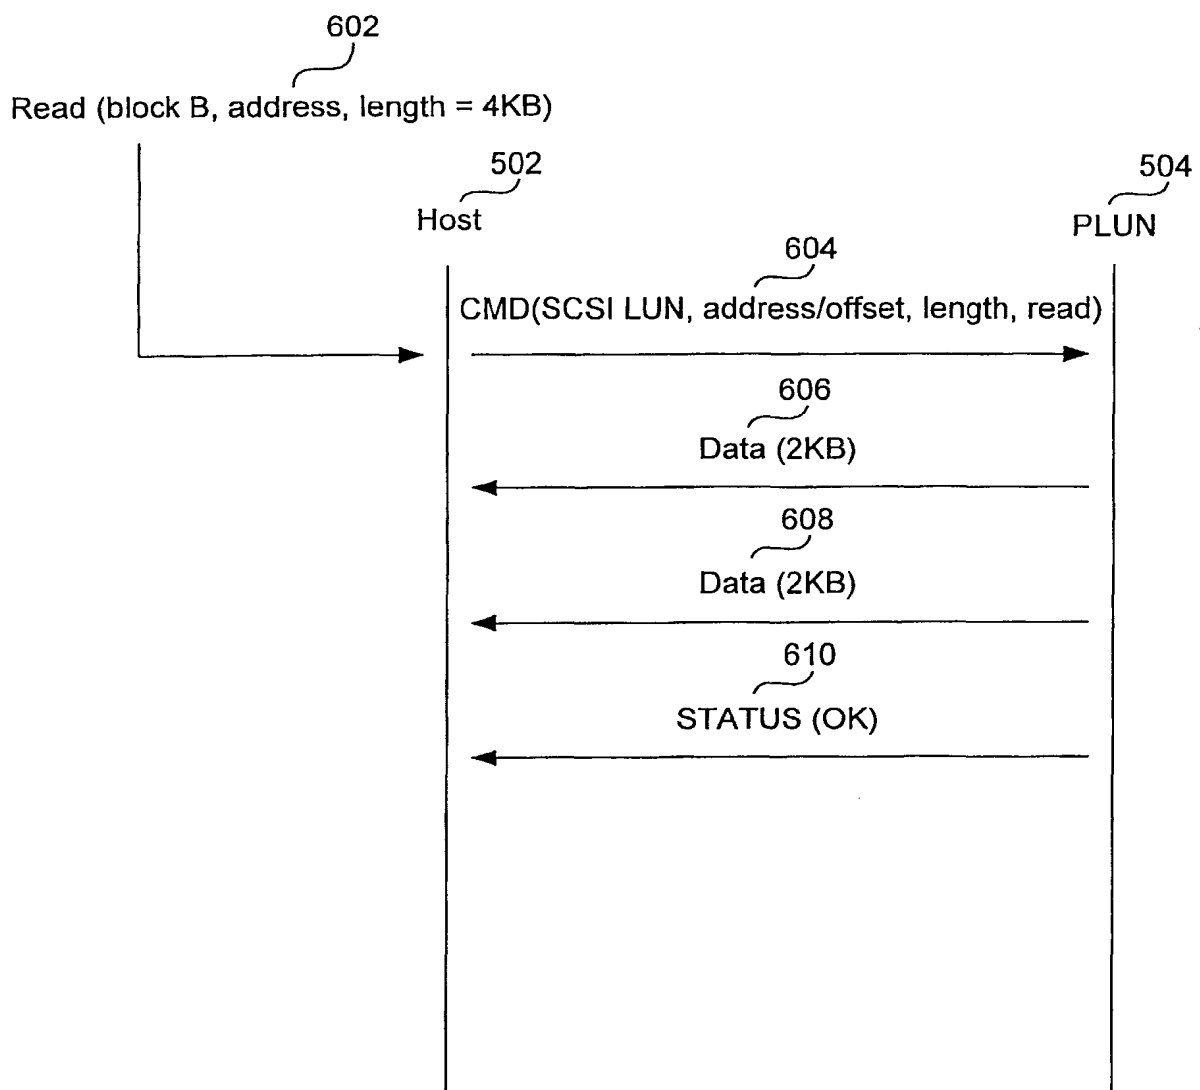 602
Read (block B, address, length = 4KB)
502
504
Host
PLUN
604
CMD(SCSI LUN, address/offset, length, read)
606
Data (2KB)
608
Data (2KB)
610
STATUS (OK)